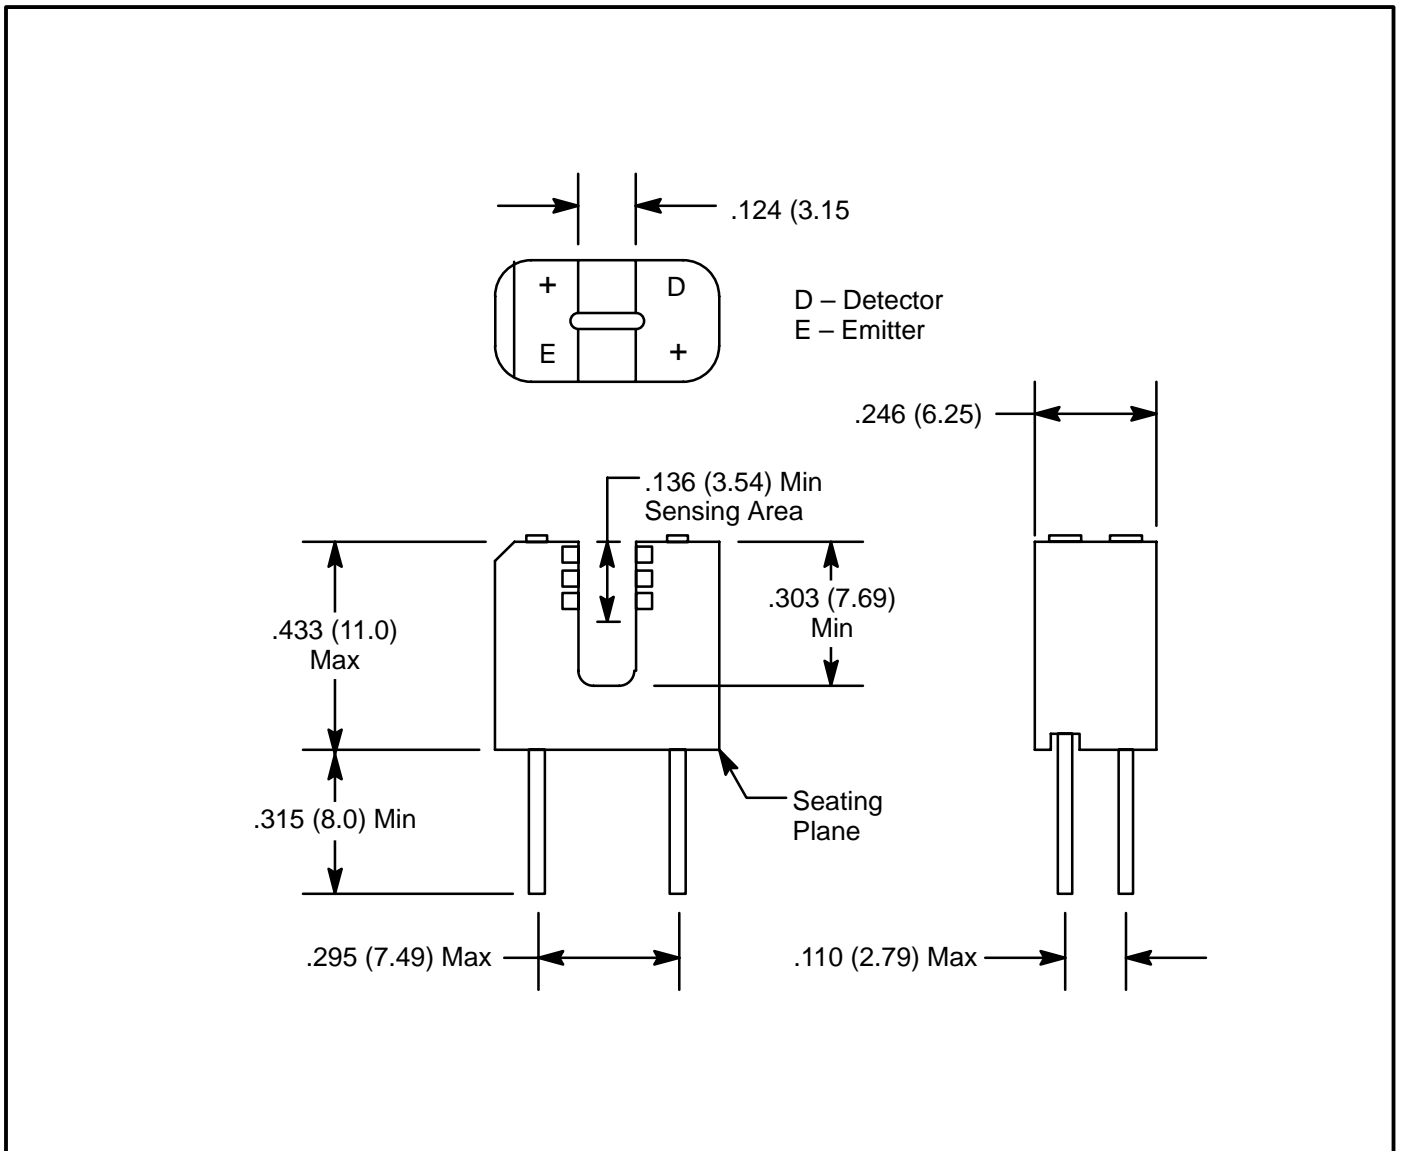 .124 (3.15
+ D
E +
D – Detector
E – Emitter
.246 (6.25)
.136 (3.54) Min
Sensing Area
.303 (7.69)
Min
.433 (11.0)
Max
.315 (8.0) Min
Seating
Plane
.295 (7.49) Max
.110 (2.79) Max